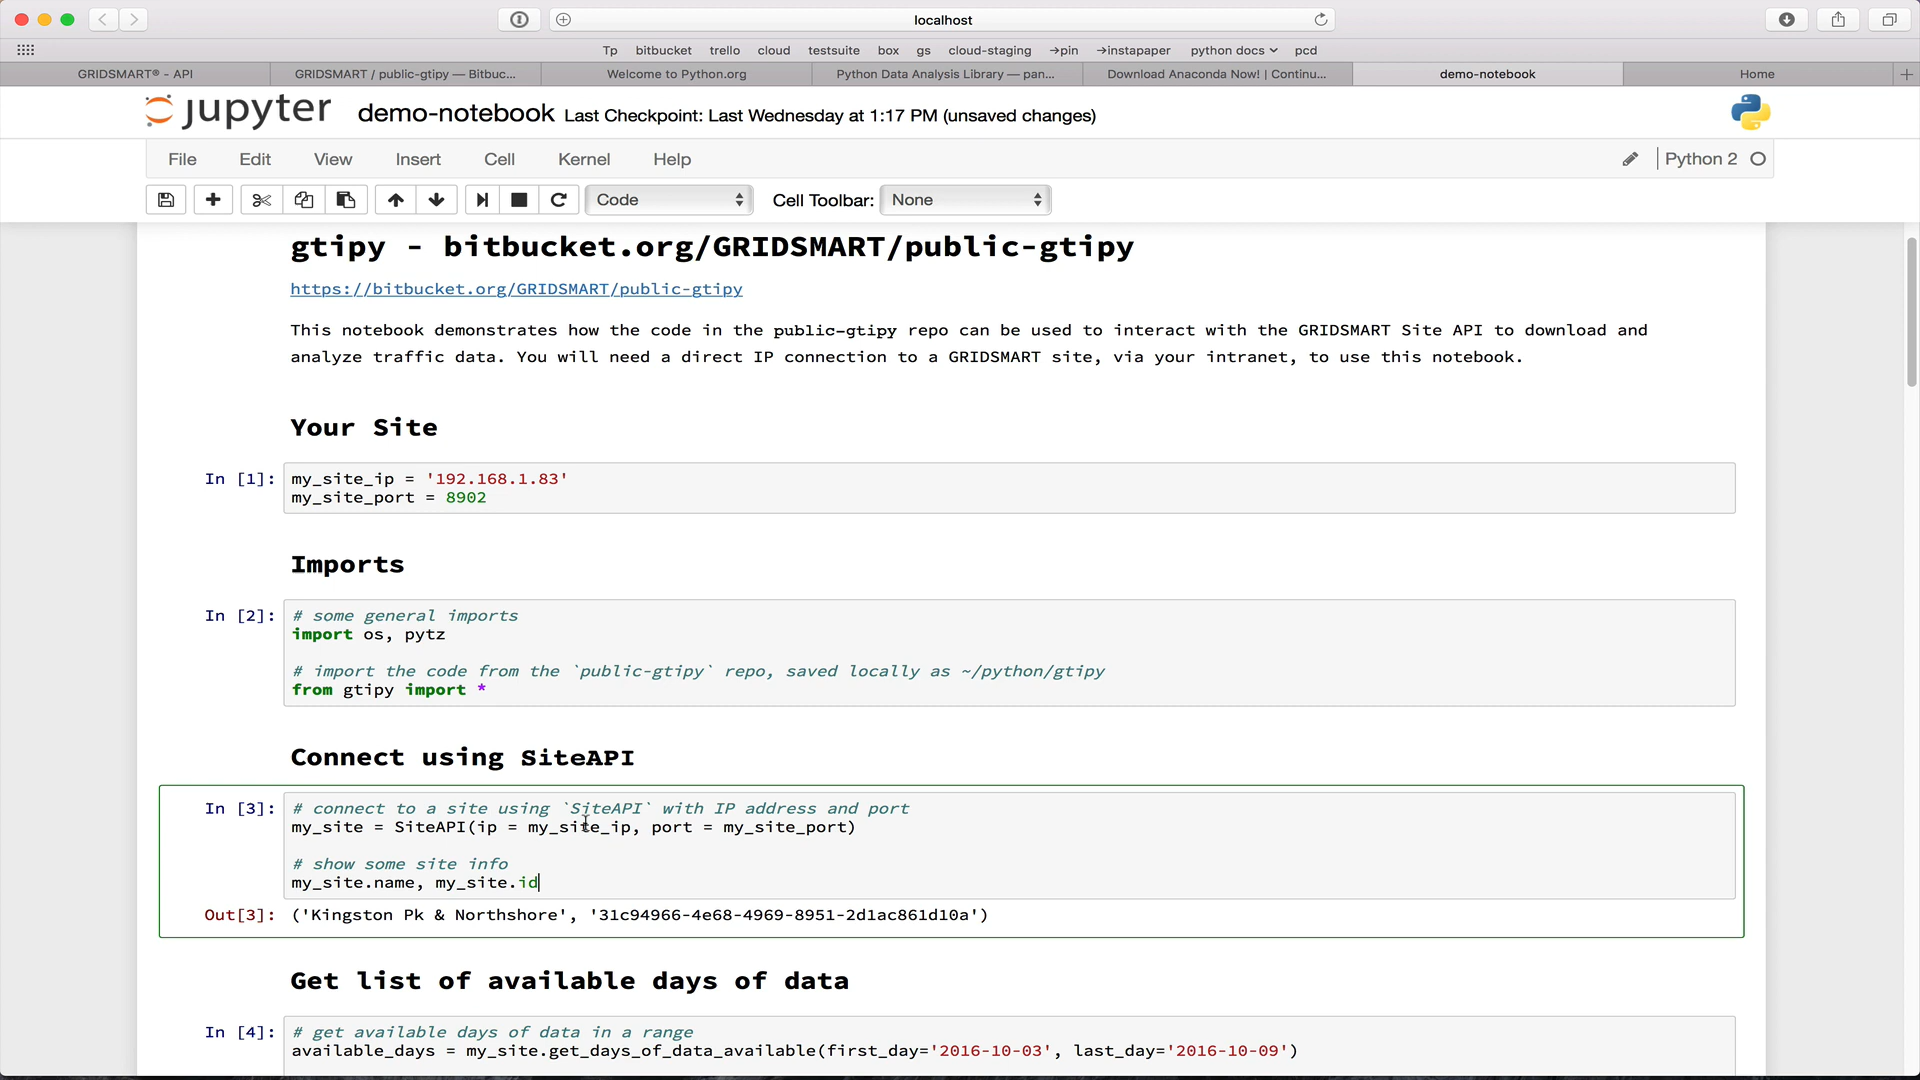 localhost
Tp bitbucket trello cloud testsuite box gs cloud-staging →pin →instapaper python docs pcd
GRIDSMART® - API GRIDSMART / public-gtipy — Bitbuc... Welcome to Python.org Python Data Analysis Library — pan... Download Anaconda Now! | Continu... demo-notebook Home
jupyter demo-notebook Last Checkpoint: Last Wednesday at 1:17 PM (unsaved changes)
File Edit View Insert Cell Kernel Help Python 2
Code Cell Toolbar: None
gtipy - bitbucket.org/GRIDSMART/public-gtipy
https://bitbucket.org/GRIDSMART/public-gtipy
This notebook demonstrates how the code in the public-gtipy repo can be used to interact with the GRIDSMART Site API to download and
analyze traffic data. You will need a direct IP connection to a GRIDSMART site, via your intranet, to use this notebook.
Your Site
In [1]: my_site_ip = '192.168.1.83'
my_site_port = 8902
Imports
In [2]: # some general imports
import os, pytz
# import the code from the `public-gtipy` repo, saved locally as ~/python/gtipy
from gtipy import *
Connect using SiteAPI
In [3]: # connect to a site using `SiteAPI` with IP address and port
my_site = SiteAPI(ip = my_site_ip, port = my_site_port)
# show some site info
my_site.name, my_site.id
Out[3]: ('Kingston Pk & Northshore', '31c94966-4e68-4969-8951-2d1ac861d10a')
Get list of available days of data
In [4]: # get available days of data in a range
available_days = my_site.get_days_of_data_available(first_day='2016-10-03', last_day='2016-10-09')